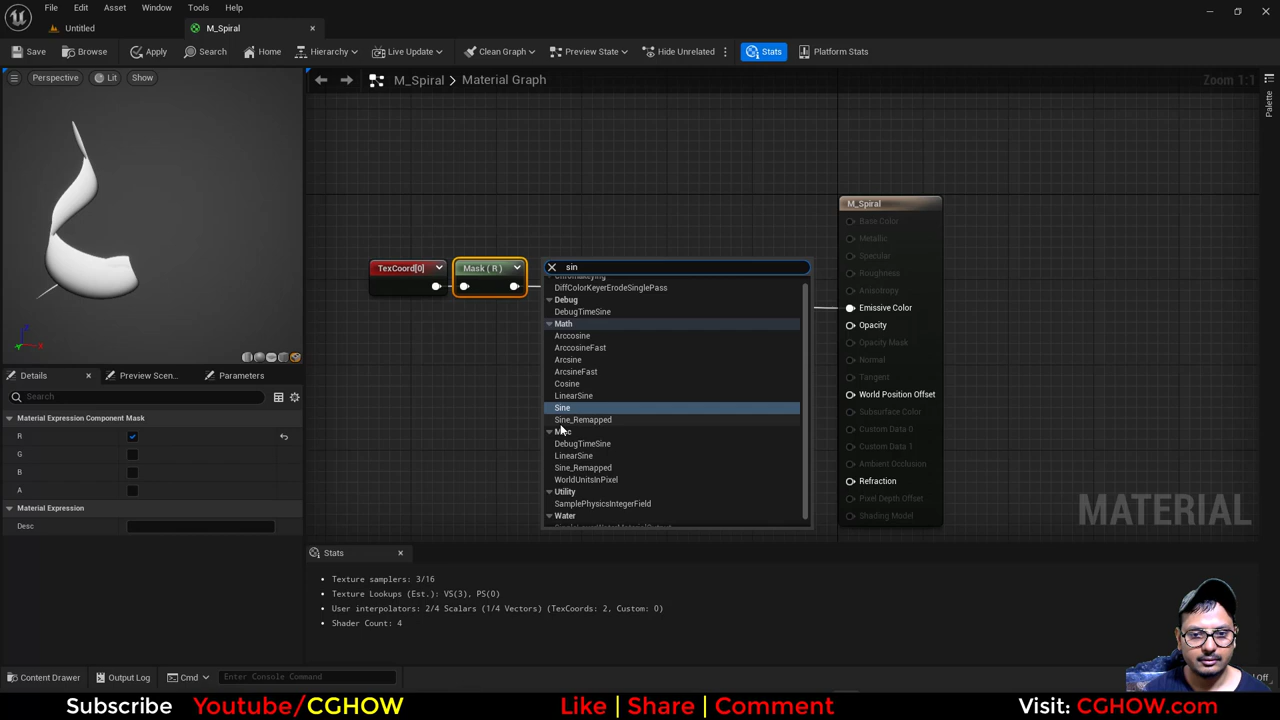 File Edit Asset Window Tools Help
Untitled M_Spiral
Save Browse Apply Search Home Hierarchy Live Update Clean Graph Preview State Hide Unrelated Stats Platform Stats
Perspective Lit Show
M_Spiral > Material Graph Zoom 1:1
Palette
M_Spiral
Base Color
Metallic
Specular
Roughness
Anisotropy
Emissive Color
Opacity
Opacity Mask
Normal
Tangent
World Position Offset
Subsurface Color
Custom Data 0
Custom Data 1
Ambient Occlusion
Refraction
Pixel Depth Offset
Shading Model
TexCoord[0] Mask ( R )
sin
DiffColorKeyerErodeSinglePass
Debug
DebugTimeSine
Math
Arccosine
ArccosineFast
Arcsine
ArcsineFast
Cosine
LinearSine
Sine
Sine_Remapped
DebugTimeSine
LinearSine
Sine_Remapped
WorldUnitsInPixel
Utility
SamplePhysicsIntegerField
Water
MATERIAL
Z
X
Details Preview Scen... Parameters
Search
Material Expression Component Mask
R
G
B
A
Material Expression
Desc
Stats
Texture samplers: 3/16
Texture Lookups (Est.): VS(3), PS(0)
User interpolators: 2/4 Scalars (1/4 Vectors) (TexCoords: 2, Custom: 0)
Shader Count: 4
Content Drawer Output Log Cmd Enter Console Command Off
Subscribe Youtube/CGHOW Like | Share | Comment Visit: CGHOW.com